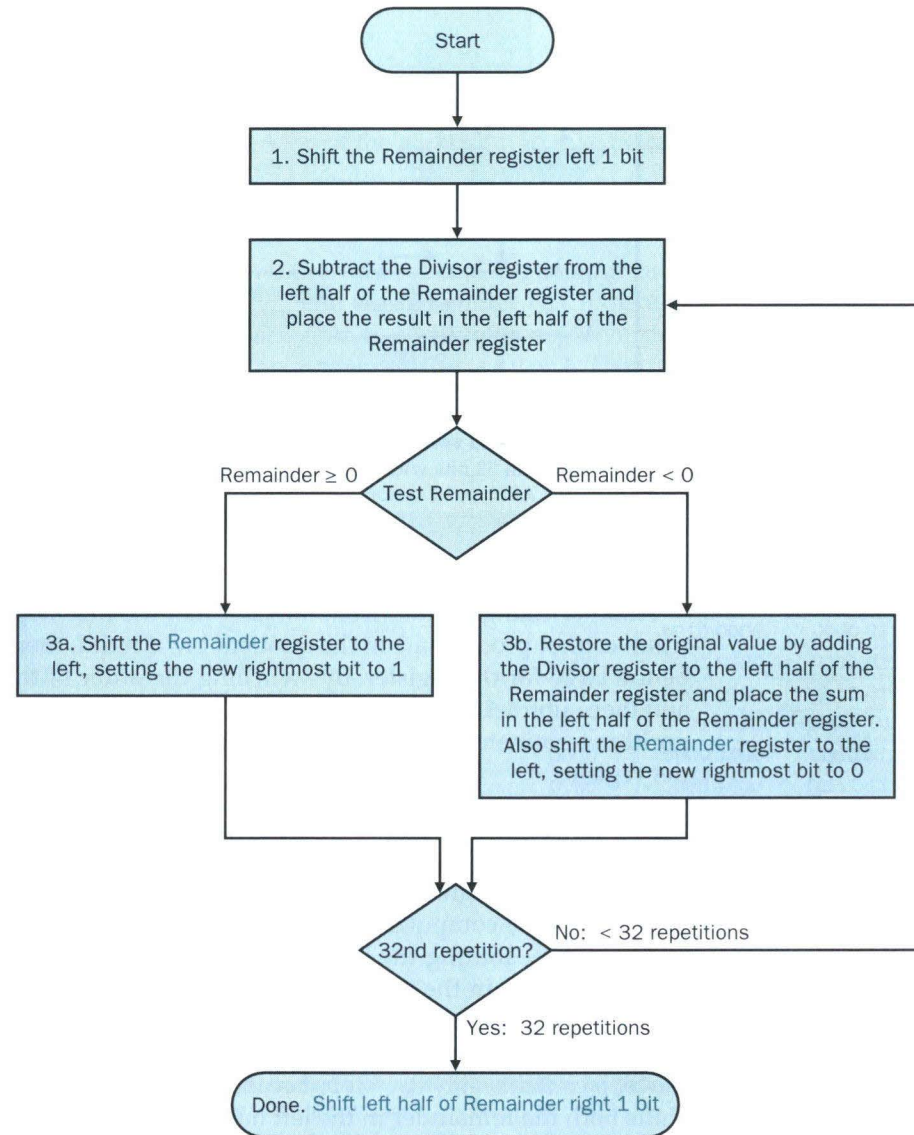 Start
1. Shift the Remainder register left 1 bit
2. Subtract the Divisor register from the
left half of the Remainder register and
place the result in the left half of the
Remainder register
Remainder ≥ 0
Test Remainder
Remainder < 0
3a. Shift the Remainder register to the
left, setting the new rightmost bit to 1
3b. Restore the original value by adding
the Divisor register to the left half of the
Remainder register and place the sum
in the left half of the Remainder register.
Also shift the Remainder register to the
left, setting the new rightmost bit to 0
32nd repetition?
No: < 32 repetitions
Yes: 32 repetitions
Done. Shift left half of Remainder right 1 bit